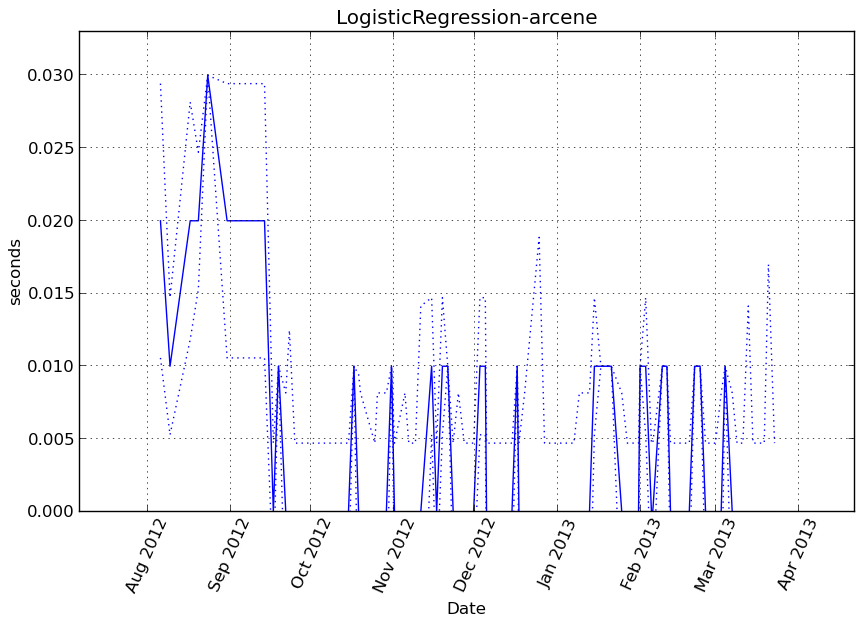 LogisticRegression-arcene
0.030
0.025
0.020
0.015
0.010
0.005
0.000
seconds
Aug 2012
Sep 2012
Oct 2012
Nov 2012
Dec 2012
Jan 2013
Feb 2013
Mar 2013
Apr 2013
Date